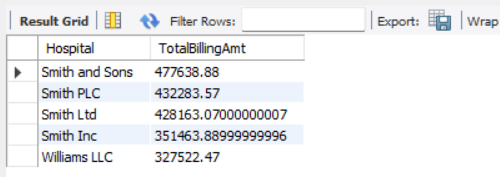 Result Grid Filter Rows: Export: Wrap
Hospital TotalBillingAmt
Smith and Sons 477638.88
Smith PLC 432283.57
Smith Ltd 428163.07000000007
Smith Inc 351463.88999999996
Williams LLC 327522.47